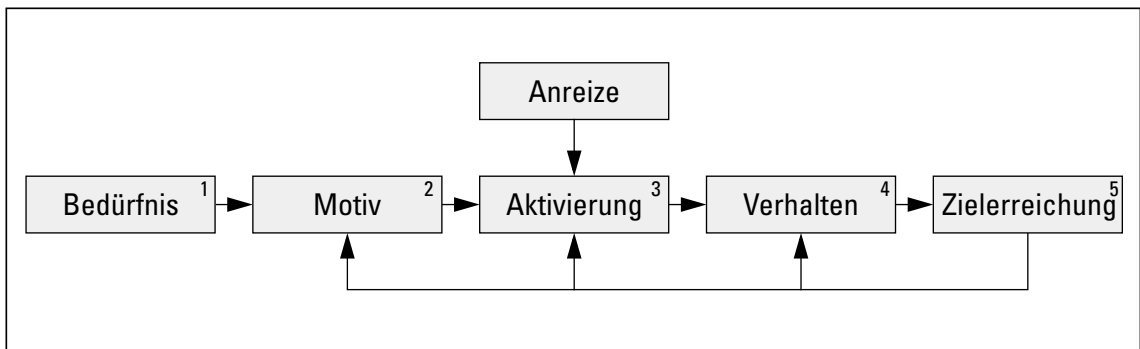 Anreize
Bedürfnis 1
Motiv 2
Aktivierung 3
Verhalten 4
Zielerreichung 5